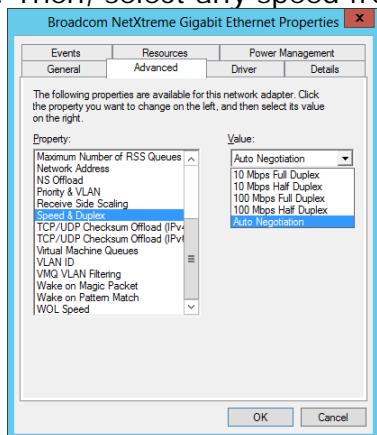 Then, select any speed fr
Broadcom NetXtreme Gigabit Ethernet Properties
x
Events Resources Power Management
General Advanced Driver Details
The following properties are available for this network adapter. Click
the property you want to change on the left, and then select its value
on the right.
Property: Value:
Maximum Number of RSS Queues
Network Address
NS Offload
Priority & VLAN
Receive Side Scaling
Speed & Duplex
TCP/UDP Checksum Offload (IPv4
TCP/UDP Checksum Offload (IPv6
Virtual Machine Queues
VLAN ID
VMQ VLAN Filtering
Wake on Magic Packet
Wake on Pattern Match
WOL Speed
Auto Negotiation
10 Mbps Full Duplex
10 Mbps Half Duplex
100 Mbps Full Duplex
100 Mbps Half Duplex
Auto Negotiation
OK Cancel